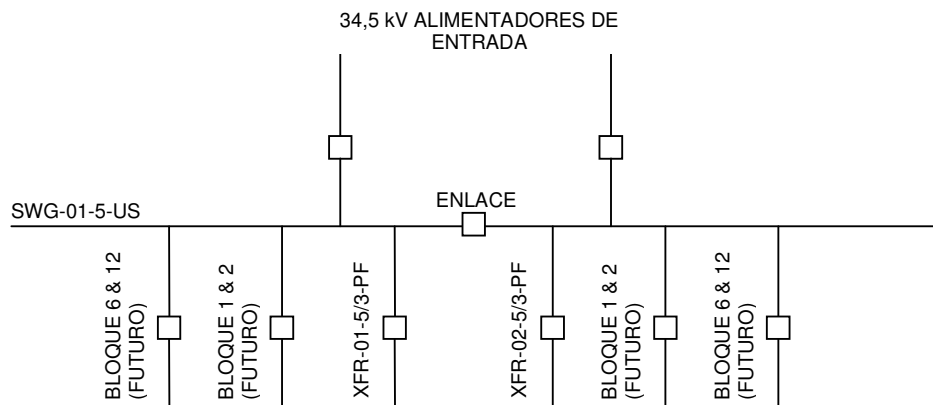 34,5 kV ALIMENTADORES DE
ENTRADA
SWG-01-5-US
ENLACE
BLOQUE 6 & 12
(FUTURO)
BLOQUE 1 & 2
(FUTURO)
XFR-01-5/3-PF
XFR-02-5/3-PF
BLOQUE 1 & 2
(FUTURO)
BLOQUE 6 & 12
(FUTURO)